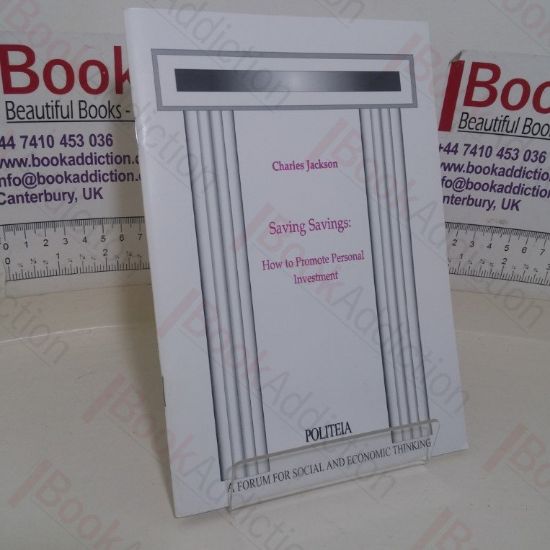 Book
Beautiful Books -
44 7410 453 036
www.bookaddiction.
info@bookaddiction.c
Canterbury, UK
Charles Jackson
Saving Savings:
How to Promote Personal
Investment
POLITEIA
A FORUM FOR SOCIAL AND ECONOMIC THINKING
Boo
Beautiful Books
+44 7410 453 036
www.bookaddiction
info@bookaddiction
Canterbury, UK
BookAddiction